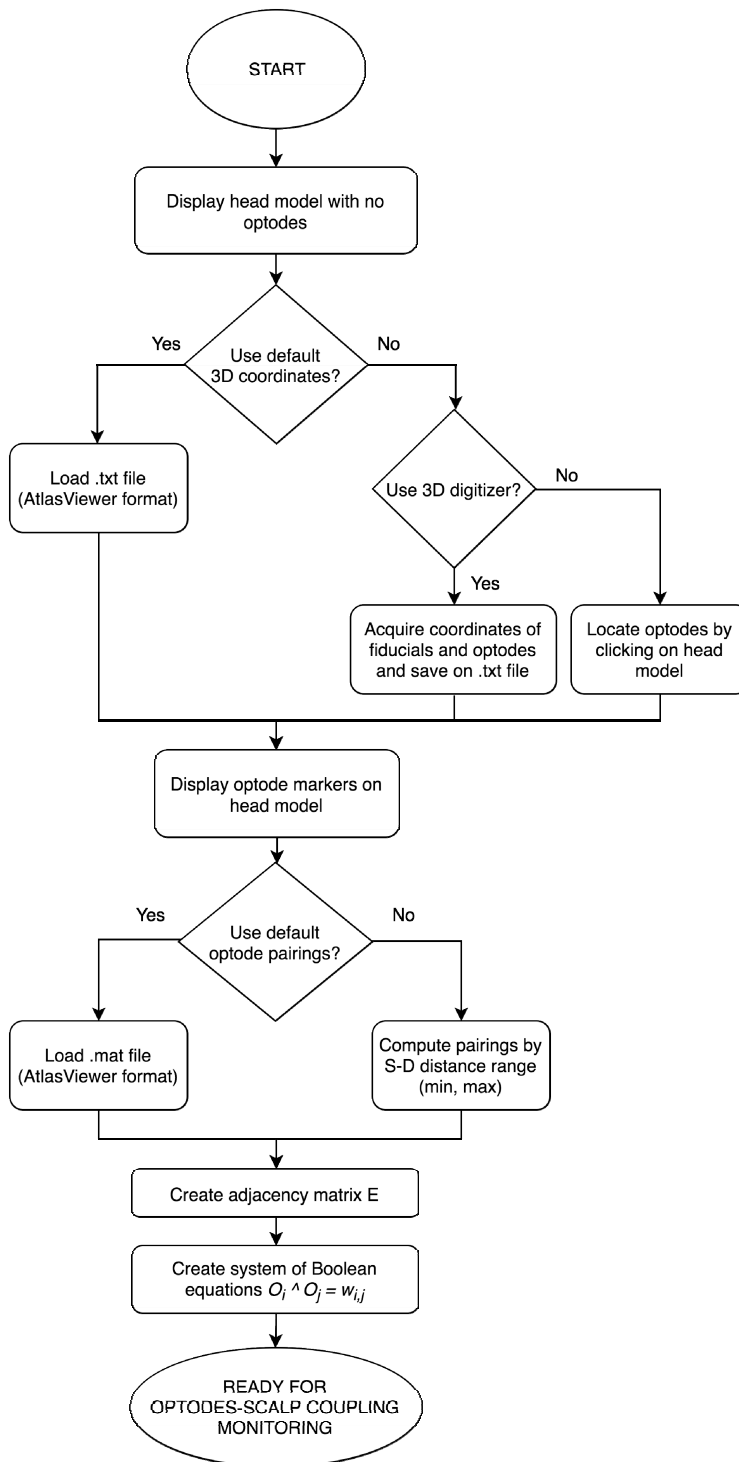 START
Display head model with no
optodes
Yes
No
Use default
3D coordinates?
Load .txt file
(AtlasViewer format)
Use 3D digitizer?
No
Yes
Acquire coordinates of
fiducials and optodes
and save on .txt file
Locate optodes by
clicking on head
model
Display optode markers on
head model
Yes
No
Use default
optode pairings?
Load .mat file
(AtlasViewer format)
Compute pairings by
S-D distance range
(min, max)
Create adjacency matrix E
Create system of Boolean
equations Oi ^ Oj = wi,j
READY FOR
OPTODES-SCALP COUPLING
MONITORING